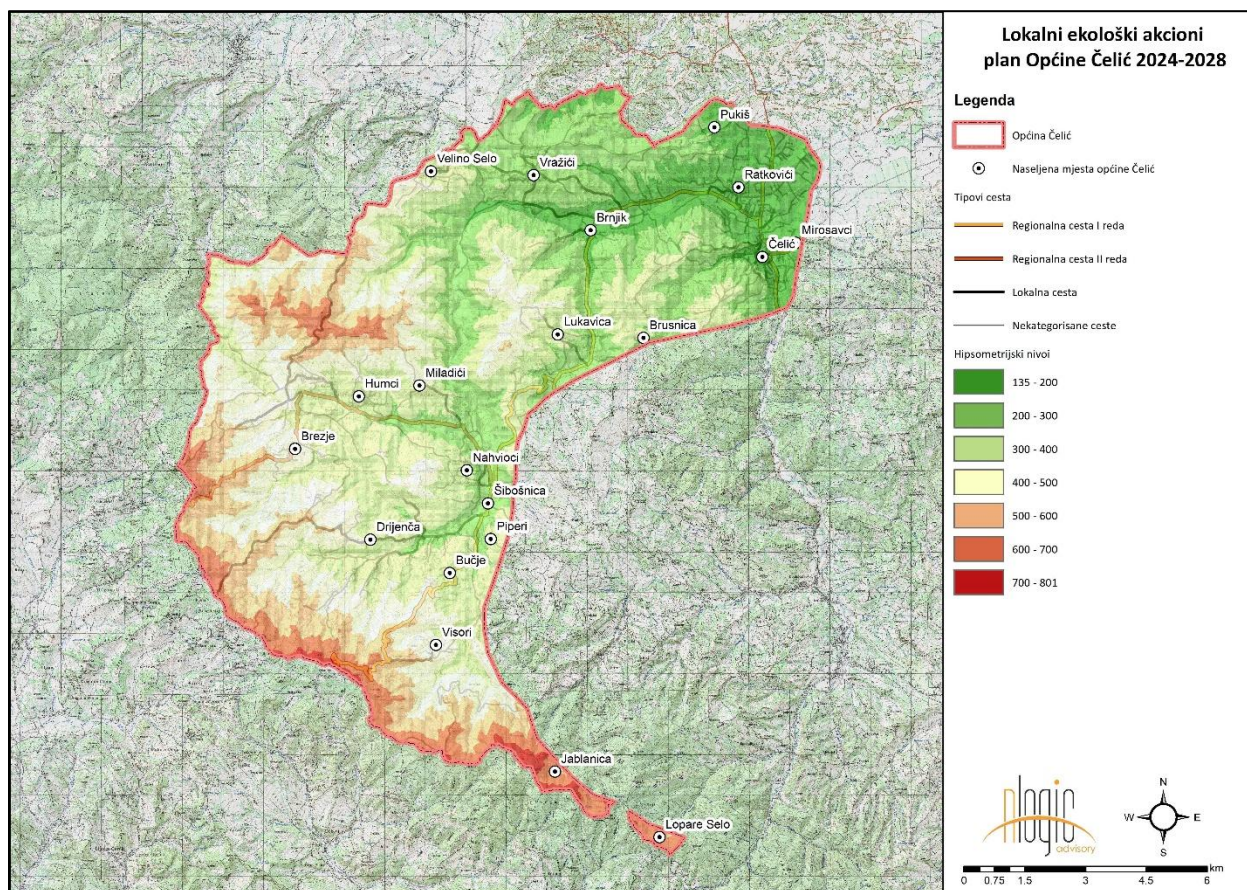 Lokalni ekološki akcioni
plan Općine Čelić 2024-2028
Legenda
Općina Čelić
Naseljena mjesta općine Čelić
Tipovi cesta
Regionalna cesta I reda
Regionalna cesta II reda
Lokalna cesta
Nekategorisane ceste
Hipsometrijski nivoi
135 - 200
200 - 300
300 - 400
400 - 500
500 - 600
600 - 700
700 - 801
Pukiš
Velino Selo
Vražići
Ratkovići
Brnjik
Mirosavci
Čelić
Lukavica
Brusnica
Miladići
Humci
Brezje
Nahvioci
Šibošnica
Drijenča
Piperi
Bučje
Visori
Jablanica
Lopare Selo
nlogic
advisory
N
W
E
S
km
0 0.75 1.5 3 4.5 6